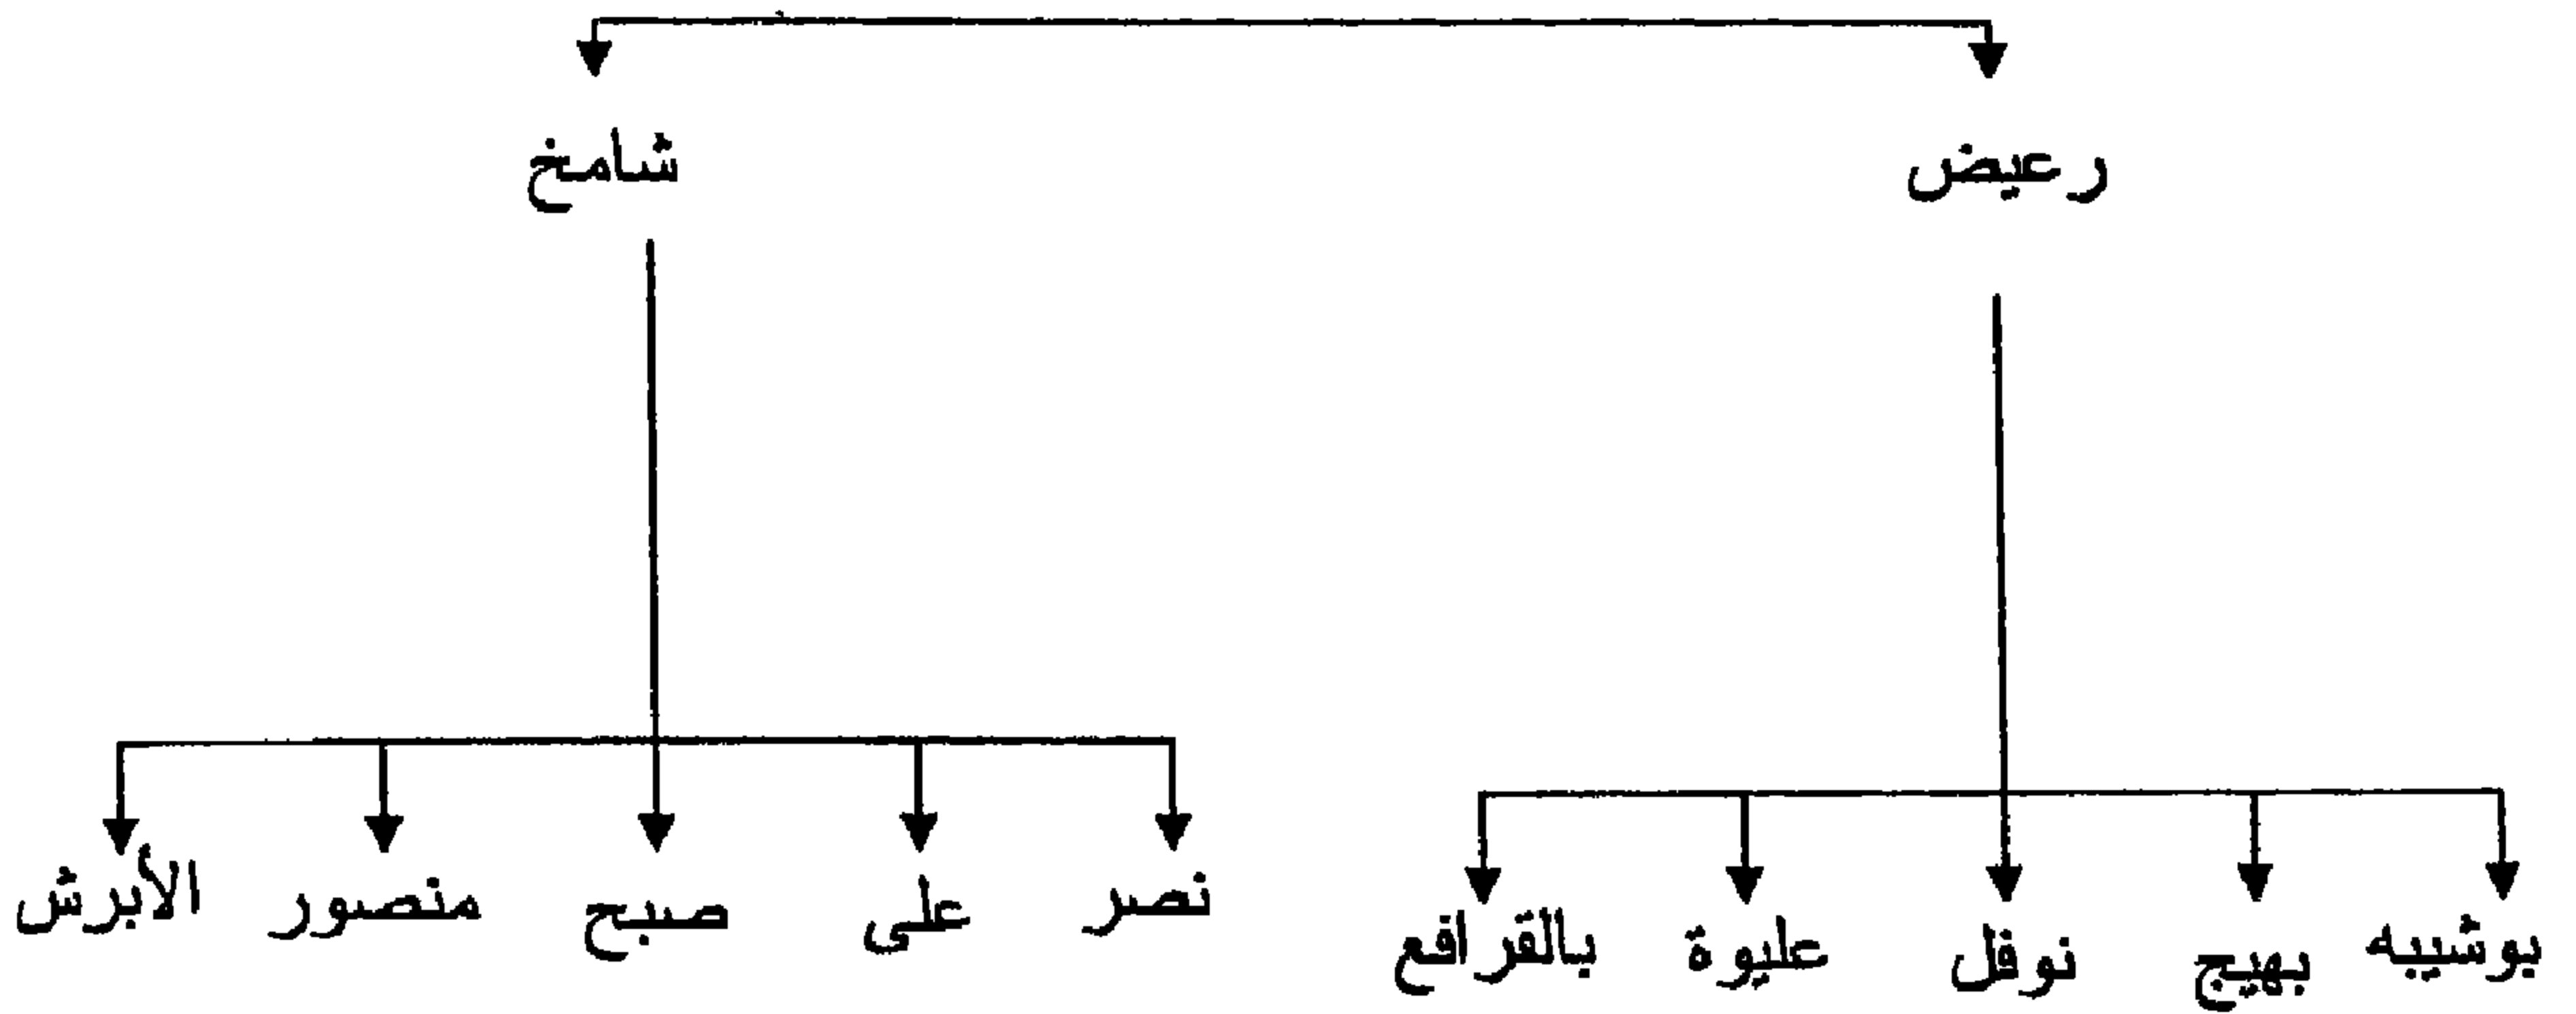 رعيض شامخ
نصر على صبح منصور الأبرش
بوشيبه بهيج نوفل عليوة بالقرافع